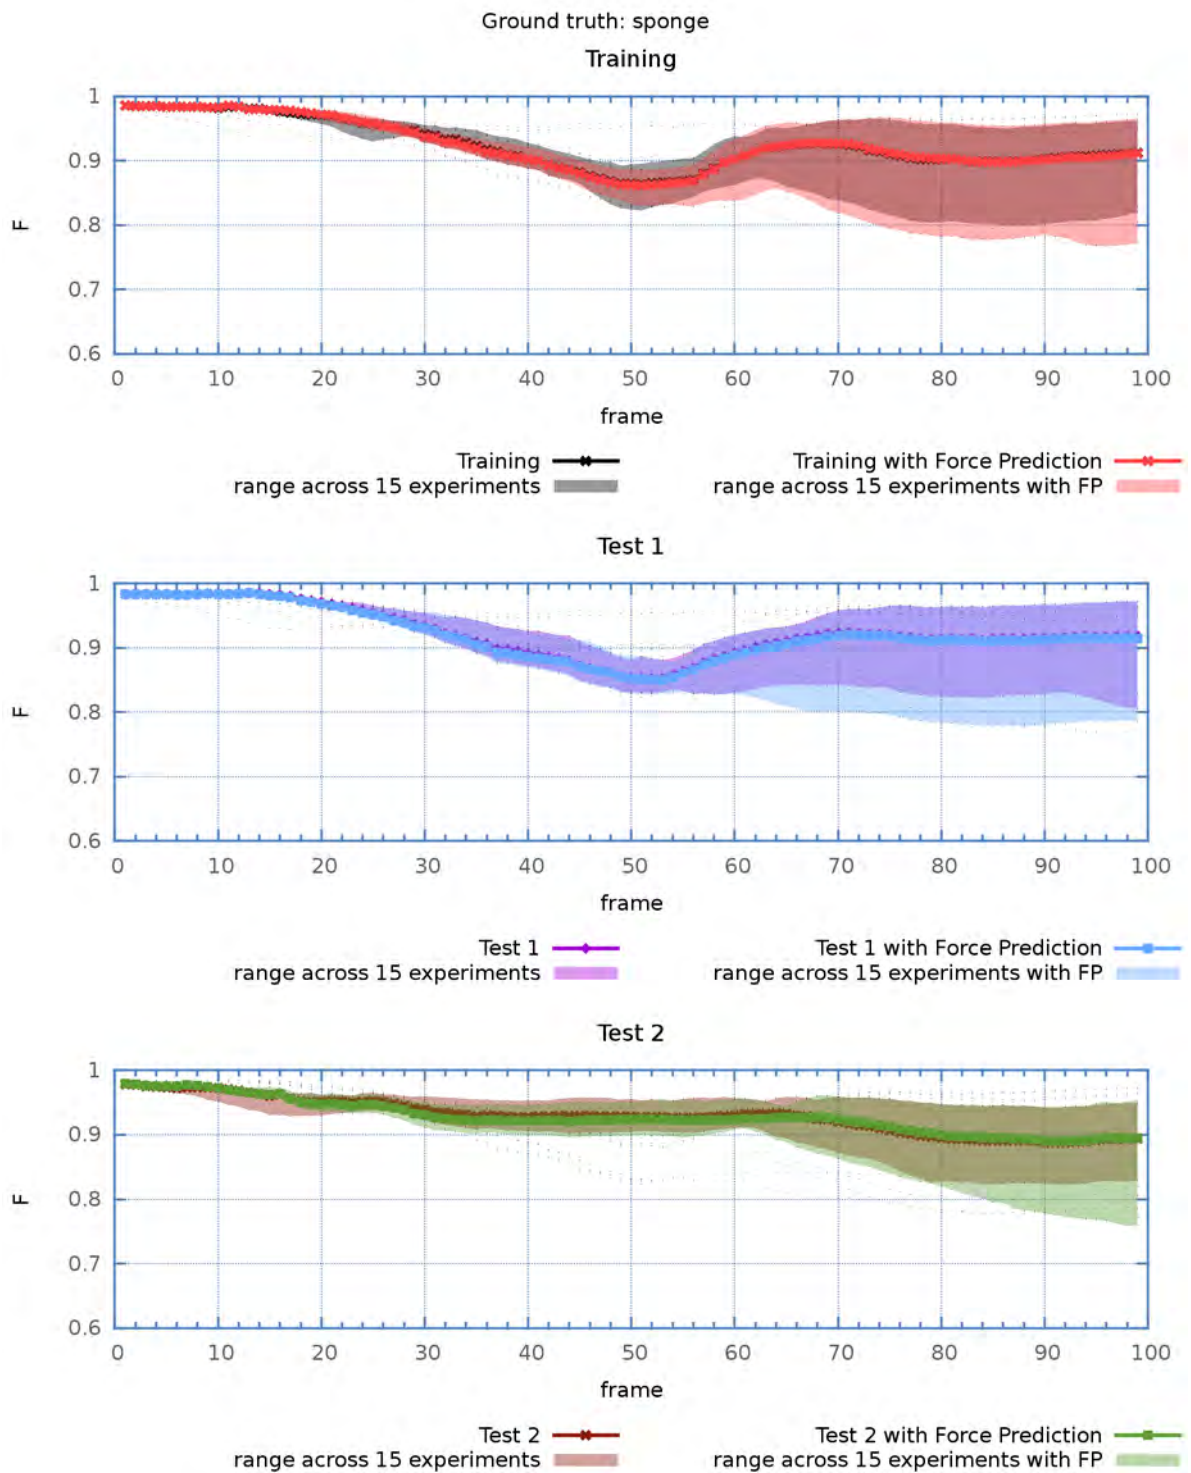 Ground truth: sponge
Training
1
0.9
0.8
0.7
0.6
F
0 10 20 30 40 50 60 70 80 90 100
frame
Training Training with Force Prediction
range across 15 experiments range across 15 experiments with FP
Test 1
1
0.9
0.8
0.7
0.6
F
0 10 20 30 40 50 60 70 80 90 100
frame
Test 1 Test 1 with Force Prediction
range across 15 experiments range across 15 experiments with FP
Test 2
1
0.9
0.8
0.7
0.6
F
0 10 20 30 40 50 60 70 80 90 100
frame
Test 2 Test 2 with Force Prediction
range across 15 experiments range across 15 experiments with FP